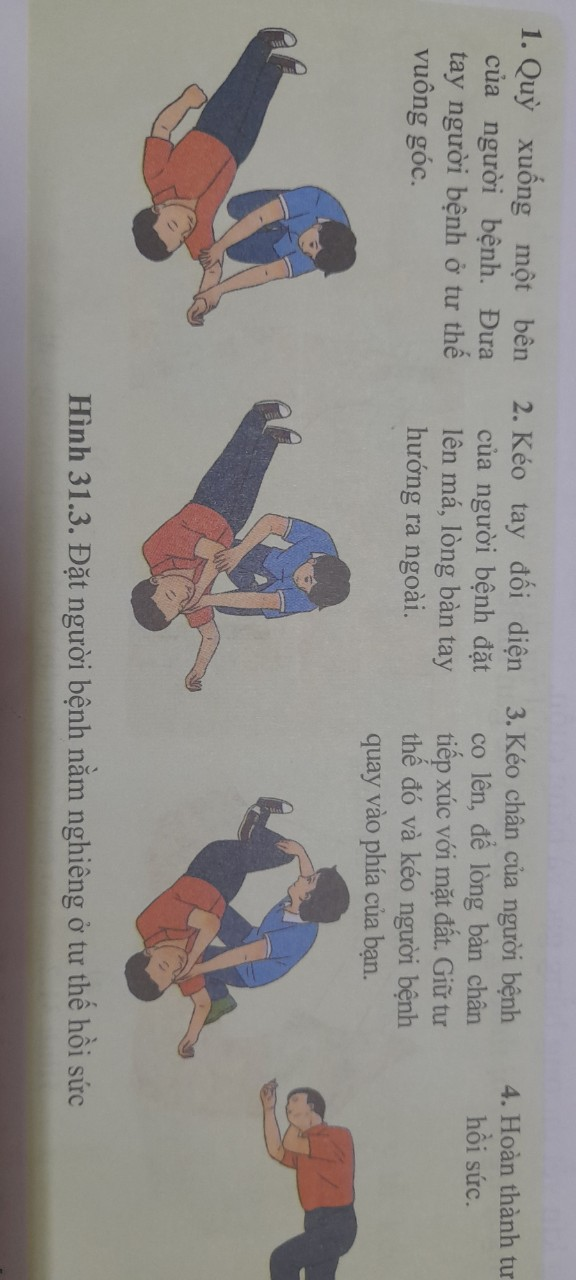 1. Quỳ xuống một bên
của người bệnh. Đưa
tay người bệnh ở tư thế
vuông góc.
2. Kéo tay đối diện
của người bệnh đặt
lên má, lòng bàn tay
hướng ra ngoài.
3. Kéo chân của người bệnh
co lên, để lòng bàn chân
tiếp xúc với mặt đất. Giữ tư
thế đó và kéo người bệnh
quay vào phía của bạn.
4. Hoàn thành tư
hồi sức.
Hình 31.3. Đặt người bệnh nằm nghiêng ở tư thế hồi sức